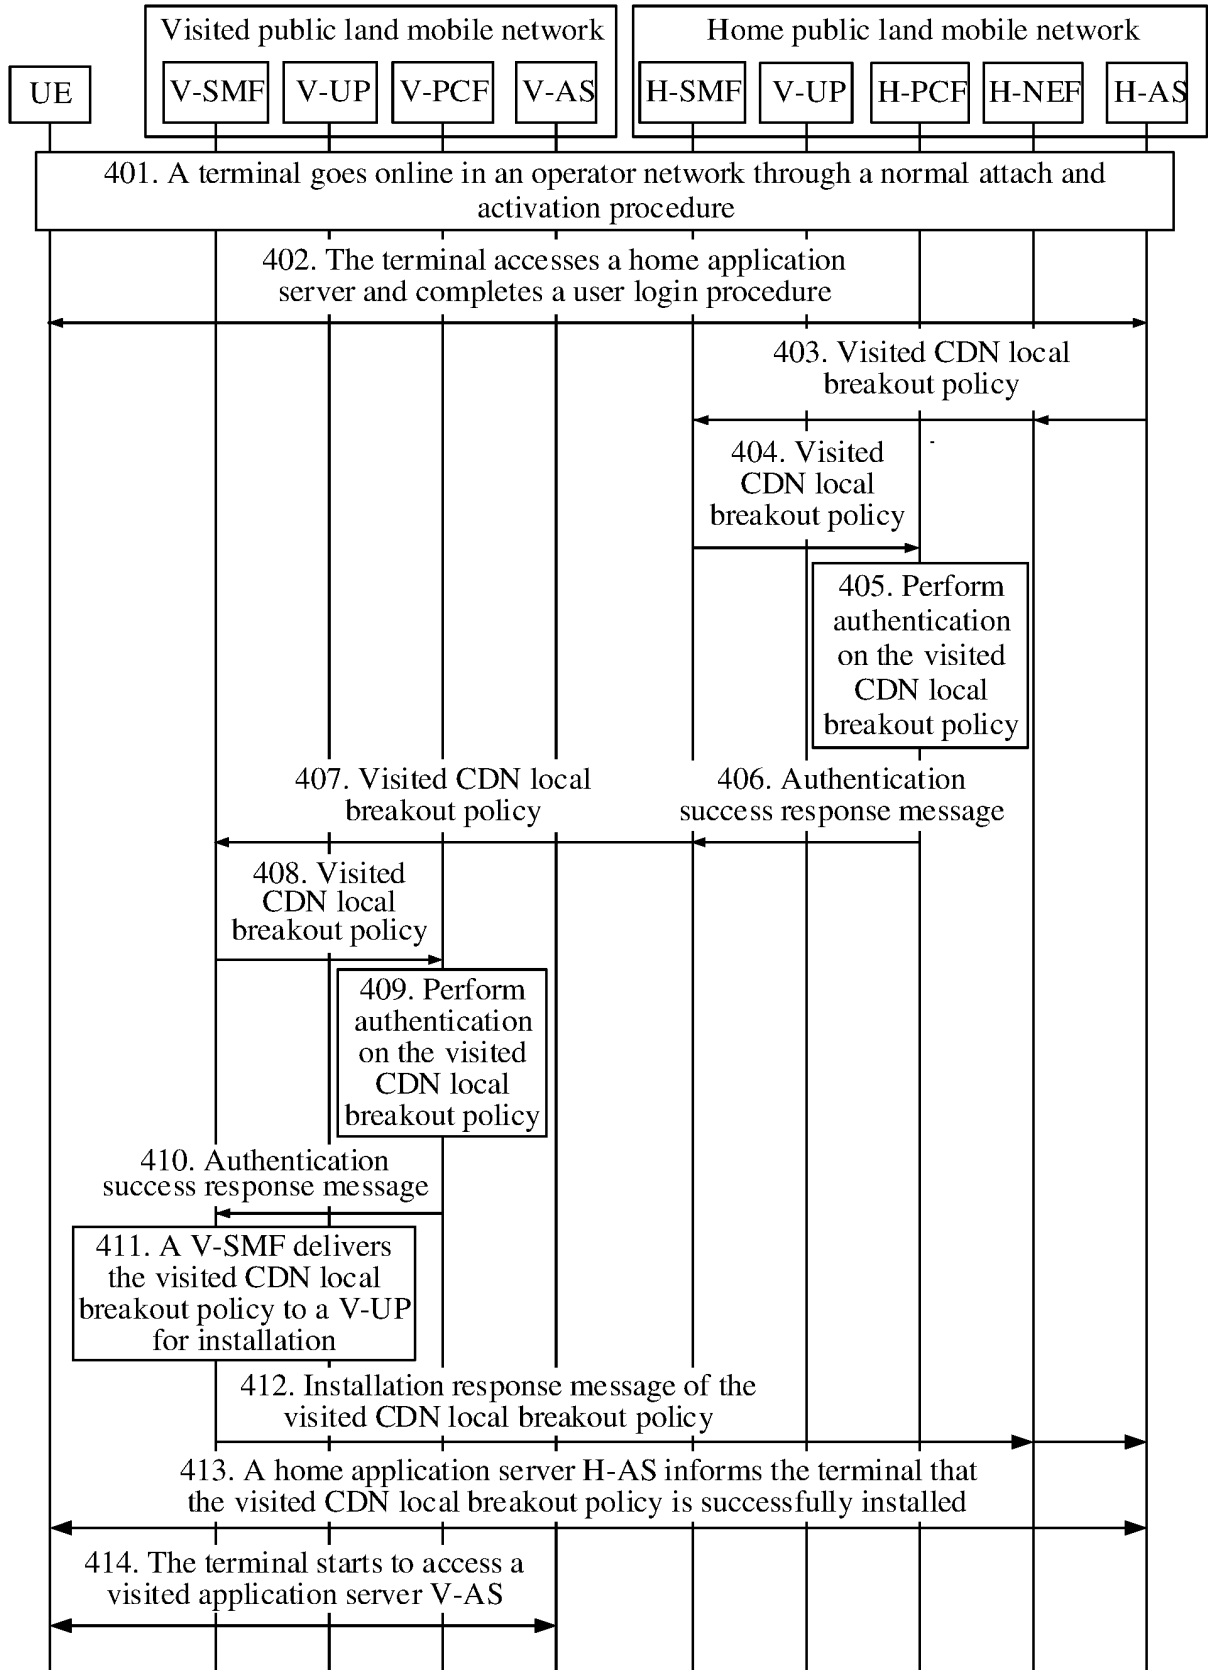 Visited public land mobile network
Home public land mobile network
UE
V-SMF
V-UP
V-PCF
V-AS
H-SMF
V-UP
H-PCF
H-NEF
H-AS
401. A terminal goes online in an operator network through a normal attach and
activation procedure
402. The terminal accesses a home application
server and completes a user login procedure
403. Visited CDN local
breakout policy
404. Visited
CDN local
breakout policy
405. Perform
authentication
on the visited
CDN local
breakout policy
406. Authentication
success response message
407. Visited CDN local
breakout policy
408. Visited
CDN local
breakout policy
409. Perform
authentication
on the visited
CDN local
breakout policy
410. Authentication
success response message
411. A V-SMF delivers
the visited CDN local
breakout policy to a V-UP
for installation
412. Installation response message of the
visited CDN local breakout policy
413. A home application server H-AS informs the terminal that
the visited CDN local breakout policy is successfully installed
414. The terminal starts to access a
visited application server V-AS